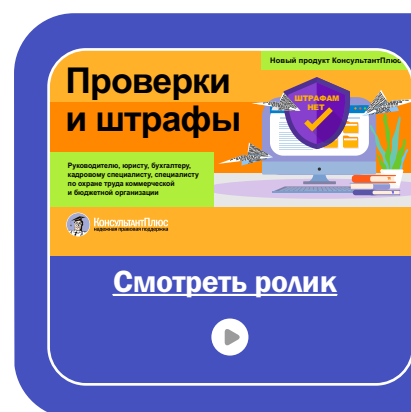 Новый продукт КонсультантПлюс
Проверки
и штрафы
ШТРАФАМ
НЕТ
Руководителю, юристу, бухгалтеру,
кадровому специалисту, специалисту
по охране труда коммерческой
и бюджетной организации
КонсультантПлюс
надежная правовая поддержка
Смотреть ролик